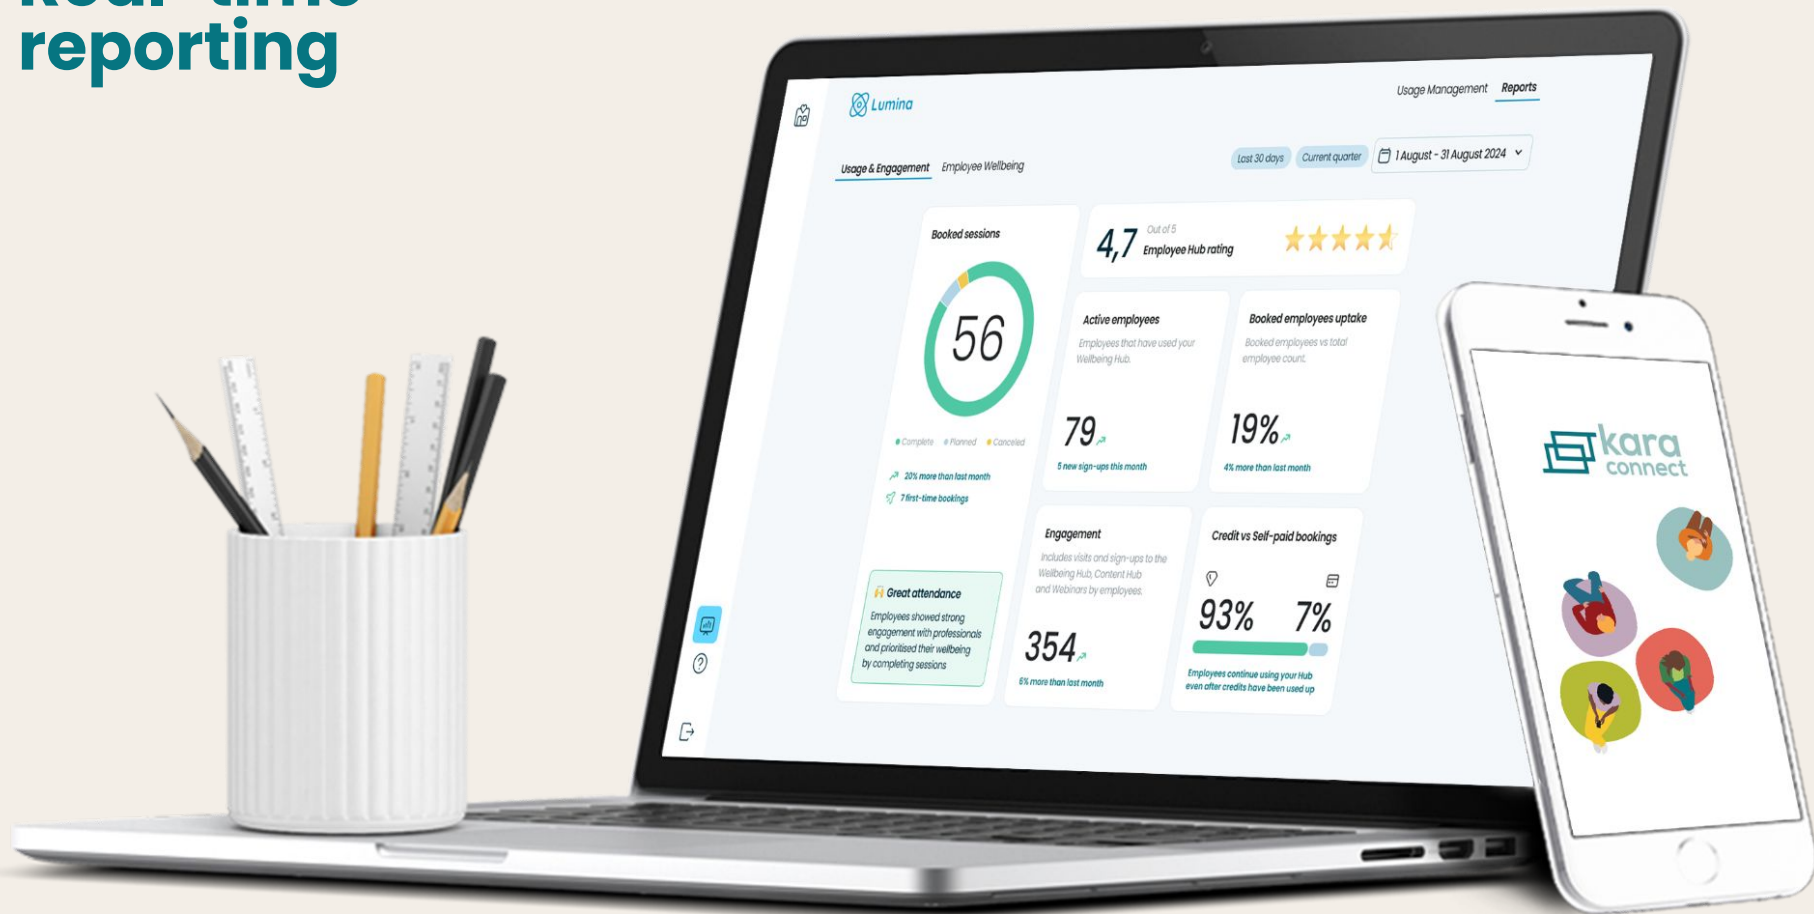 Real-time
reporting
Lumina
Usage Management Reports
Usage & Engagement Employee Wellbeing
Last 30 days Current quarter 1 August - 31 August 2024
Booked sessions
56
Complete Planned Canceled
20% more than last month
7 first-time bookings
Great attendance
Employees showed strong
engagement with professionals
and prioritised their wellbeing
by completing sessions
4,7 Out of 5
Employee Hub rating
Active employees
Employees that have used your
Wellbeing Hub.
79
5 new sign-ups this month
Booked employees uptake
Booked employees vs total
employee count.
19%
4% more than last month
Engagement
Includes visits and sign-ups to the
Wellbeing Hub, Content Hub
and Webinars by employees.
354
6% more than last month
Credit vs Self-paid bookings
93% 7%
Employees continue using your Hub
even after credits have been used up
kara
connect